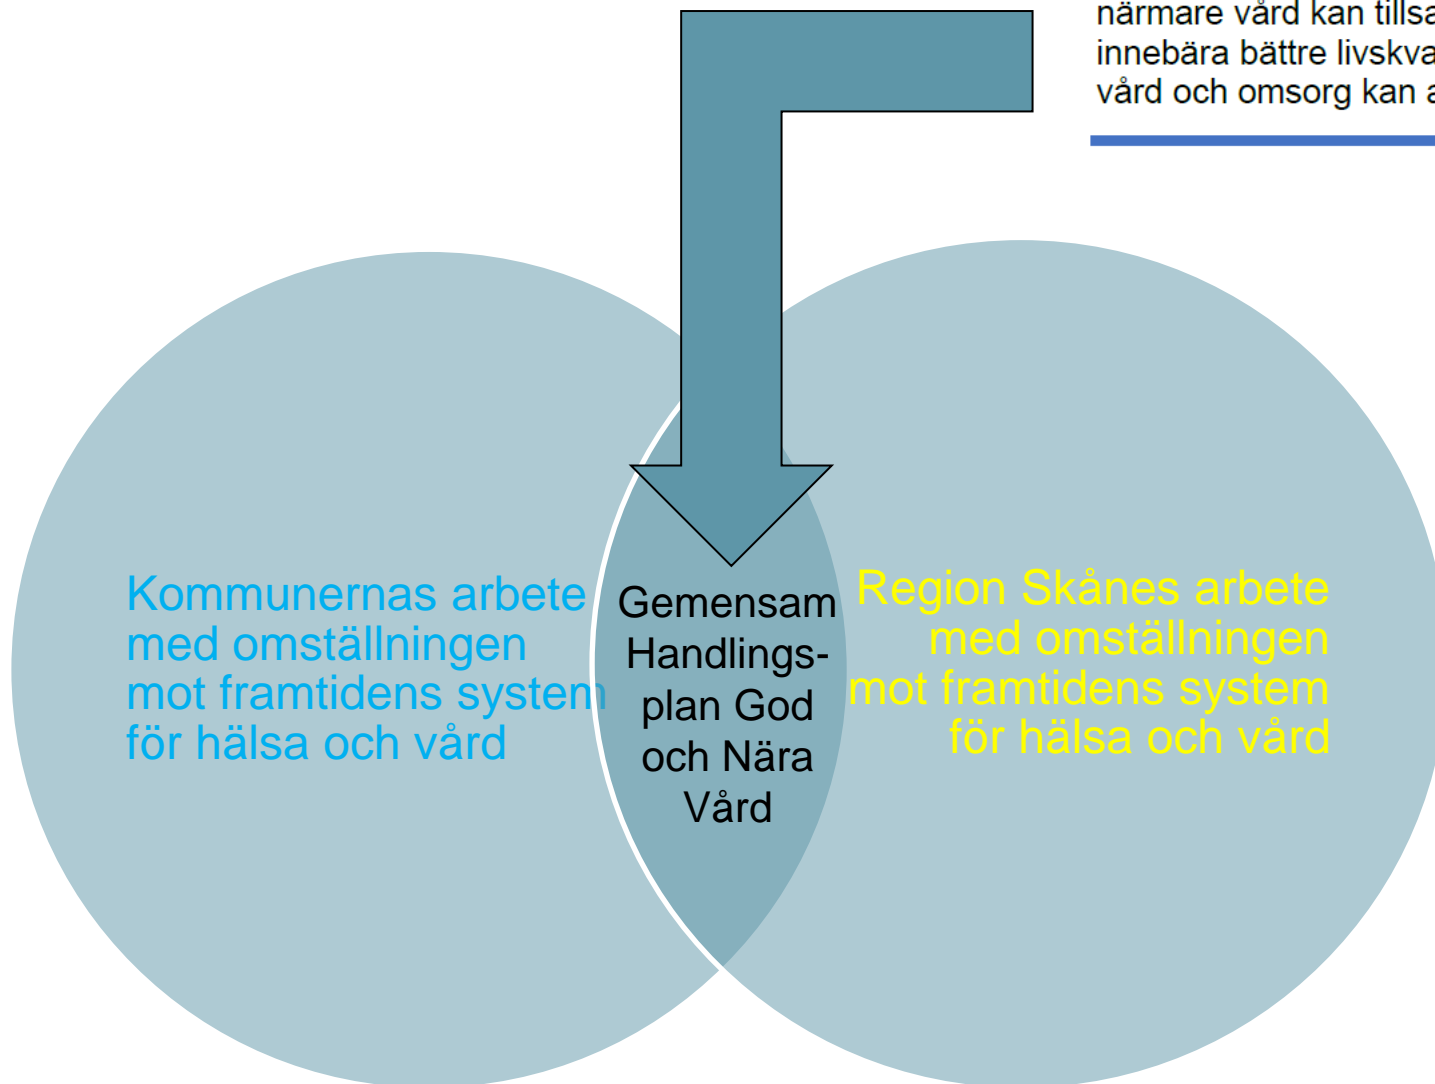 närmare vård kan
innebära bättre
vård och omsorg kan
Kommunernas arbete
med omställningen
mot framtidens system
för hälsa och vård
Gemensam
Handlings-
plan God
och Nära
Vård
Region Skånes arbete
med omställningen
mot framtidens system
för hälsa och vård